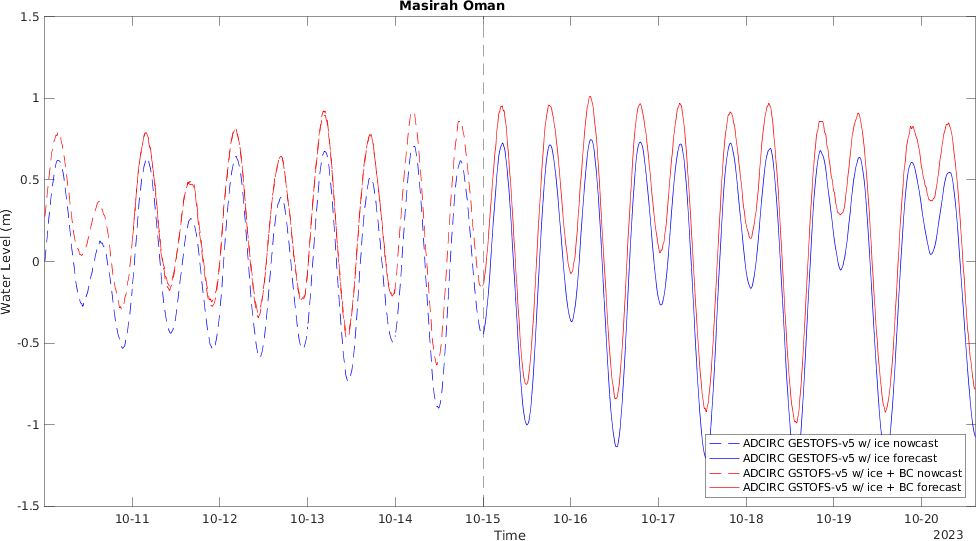 Masirah Oman
1.5
1
0.5
0
-0.5
-1
-1.5
Water Level (m)
ADCIRC GESTOFS-v5 w/ ice nowcast
ADCIRC GESTOFS-v5 w/ ice forecast
ADCIRC GSTOFS-v5 w/ ice + BC nowcast
ADCIRC GSTOFS-v5 w/ ice + BC forecast
10-11 10-12 10-13 10-14 10-15 10-16 10-17 10-18 10-19 10-20
Time
2023